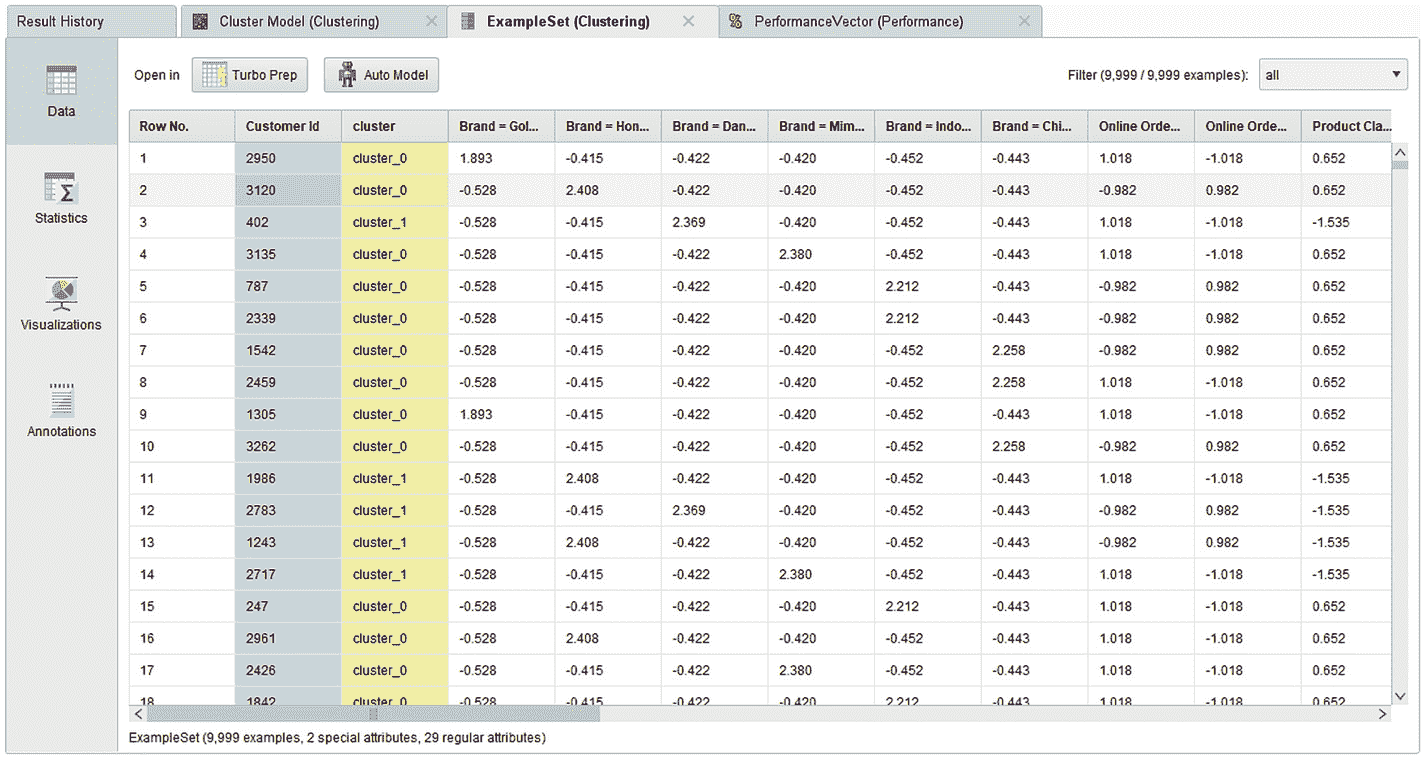 Result History Cluster Model (Clustering) ExampleSet (Clustering) PerformanceVector (Performance)
Open in Turbo Prep Auto Model Filter (9,999 / 9,999 examples): all
Data
Statistics
Visualizations
Annotations
Row No. Customer Id cluster Brand = Gol... Brand = Hon... Brand = Dan... Brand = Mim... Brand = Indo... Brand = Chi... Online Orde... Online Orde... Product Cla...
1 2950 cluster_0 1.893 -0.415 -0.422 -0.420 -0.452 -0.443 1.018 -1.018 0.652
2 3120 cluster_0 -0.528 2.408 -0.422 -0.420 -0.452 -0.443 -0.982 0.982 0.652
3 402 cluster_1 -0.528 -0.415 2.369 -0.420 -0.452 -0.443 1.018 -1.018 -1.535
4 3135 cluster_0 -0.528 -0.415 -0.422 2.380 -0.452 -0.443 1.018 -1.018 0.652
5 787 cluster_0 -0.528 -0.415 -0.422 -0.420 2.212 -0.443 -0.982 0.982 0.652
6 2339 cluster_0 -0.528 -0.415 -0.422 -0.420 2.212 -0.443 -0.982 0.982 0.652
7 1542 cluster_0 -0.528 -0.415 -0.422 -0.420 -0.452 2.258 -0.982 0.982 0.652
8 2459 cluster_0 -0.528 -0.415 -0.422 -0.420 -0.452 2.258 1.018 -1.018 0.652
9 1305 cluster_0 1.893 -0.415 -0.422 -0.420 -0.452 -0.443 1.018 -1.018 0.652
10 3262 cluster_0 -0.528 -0.415 -0.422 -0.420 -0.452 2.258 -0.982 0.982 0.652
11 1986 cluster_1 -0.528 2.408 -0.422 -0.420 -0.452 -0.443 1.018 -1.018 -1.535
12 2783 cluster_1 -0.528 -0.415 2.369 -0.420 -0.452 -0.443 -0.982 0.982 -1.535
13 1243 cluster_1 -0.528 2.408 -0.422 -0.420 -0.452 -0.443 -0.982 0.982 -1.535
14 2717 cluster_1 -0.528 -0.415 -0.422 2.380 -0.452 -0.443 1.018 -1.018 -1.535
15 247 cluster_0 -0.528 -0.415 -0.422 -0.420 2.212 -0.443 1.018 -1.018 0.652
16 2961 cluster_0 -0.528 2.408 -0.422 -0.420 -0.452 -0.443 1.018 -1.018 0.652
17 2426 cluster_0 -0.528 -0.415 -0.422 2.380 -0.452 -0.443 1.018 -1.018 0.652
18 1842 cluster_0 -0.528 -0.415 -0.422 -0.420 2.212 -0.443 1.018 -1.018 0.652
ExampleSet (9,999 examples, 2 special attributes, 29 regular attributes)